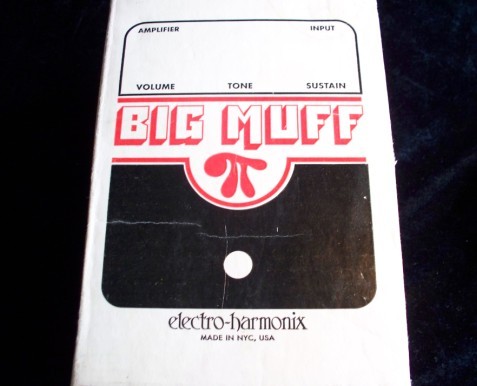 AMPLIFIER INPUT
VOLUME TONE SUSTAIN
BIG MUFF
π
electro-harmonix
MADE IN NYC, USA